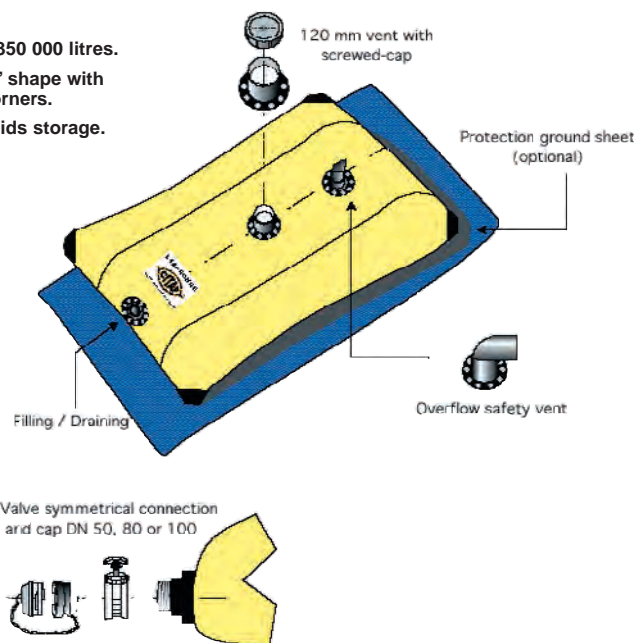 350 000 litres.
' shape with
orners.
ids storage.
120 mm vent with
screwed-cap
Protection ground sheet
(optional)
Overflow safety vent
Filling / Draining
Valve symmetrical connection
and cap DN 50, 80 or 100